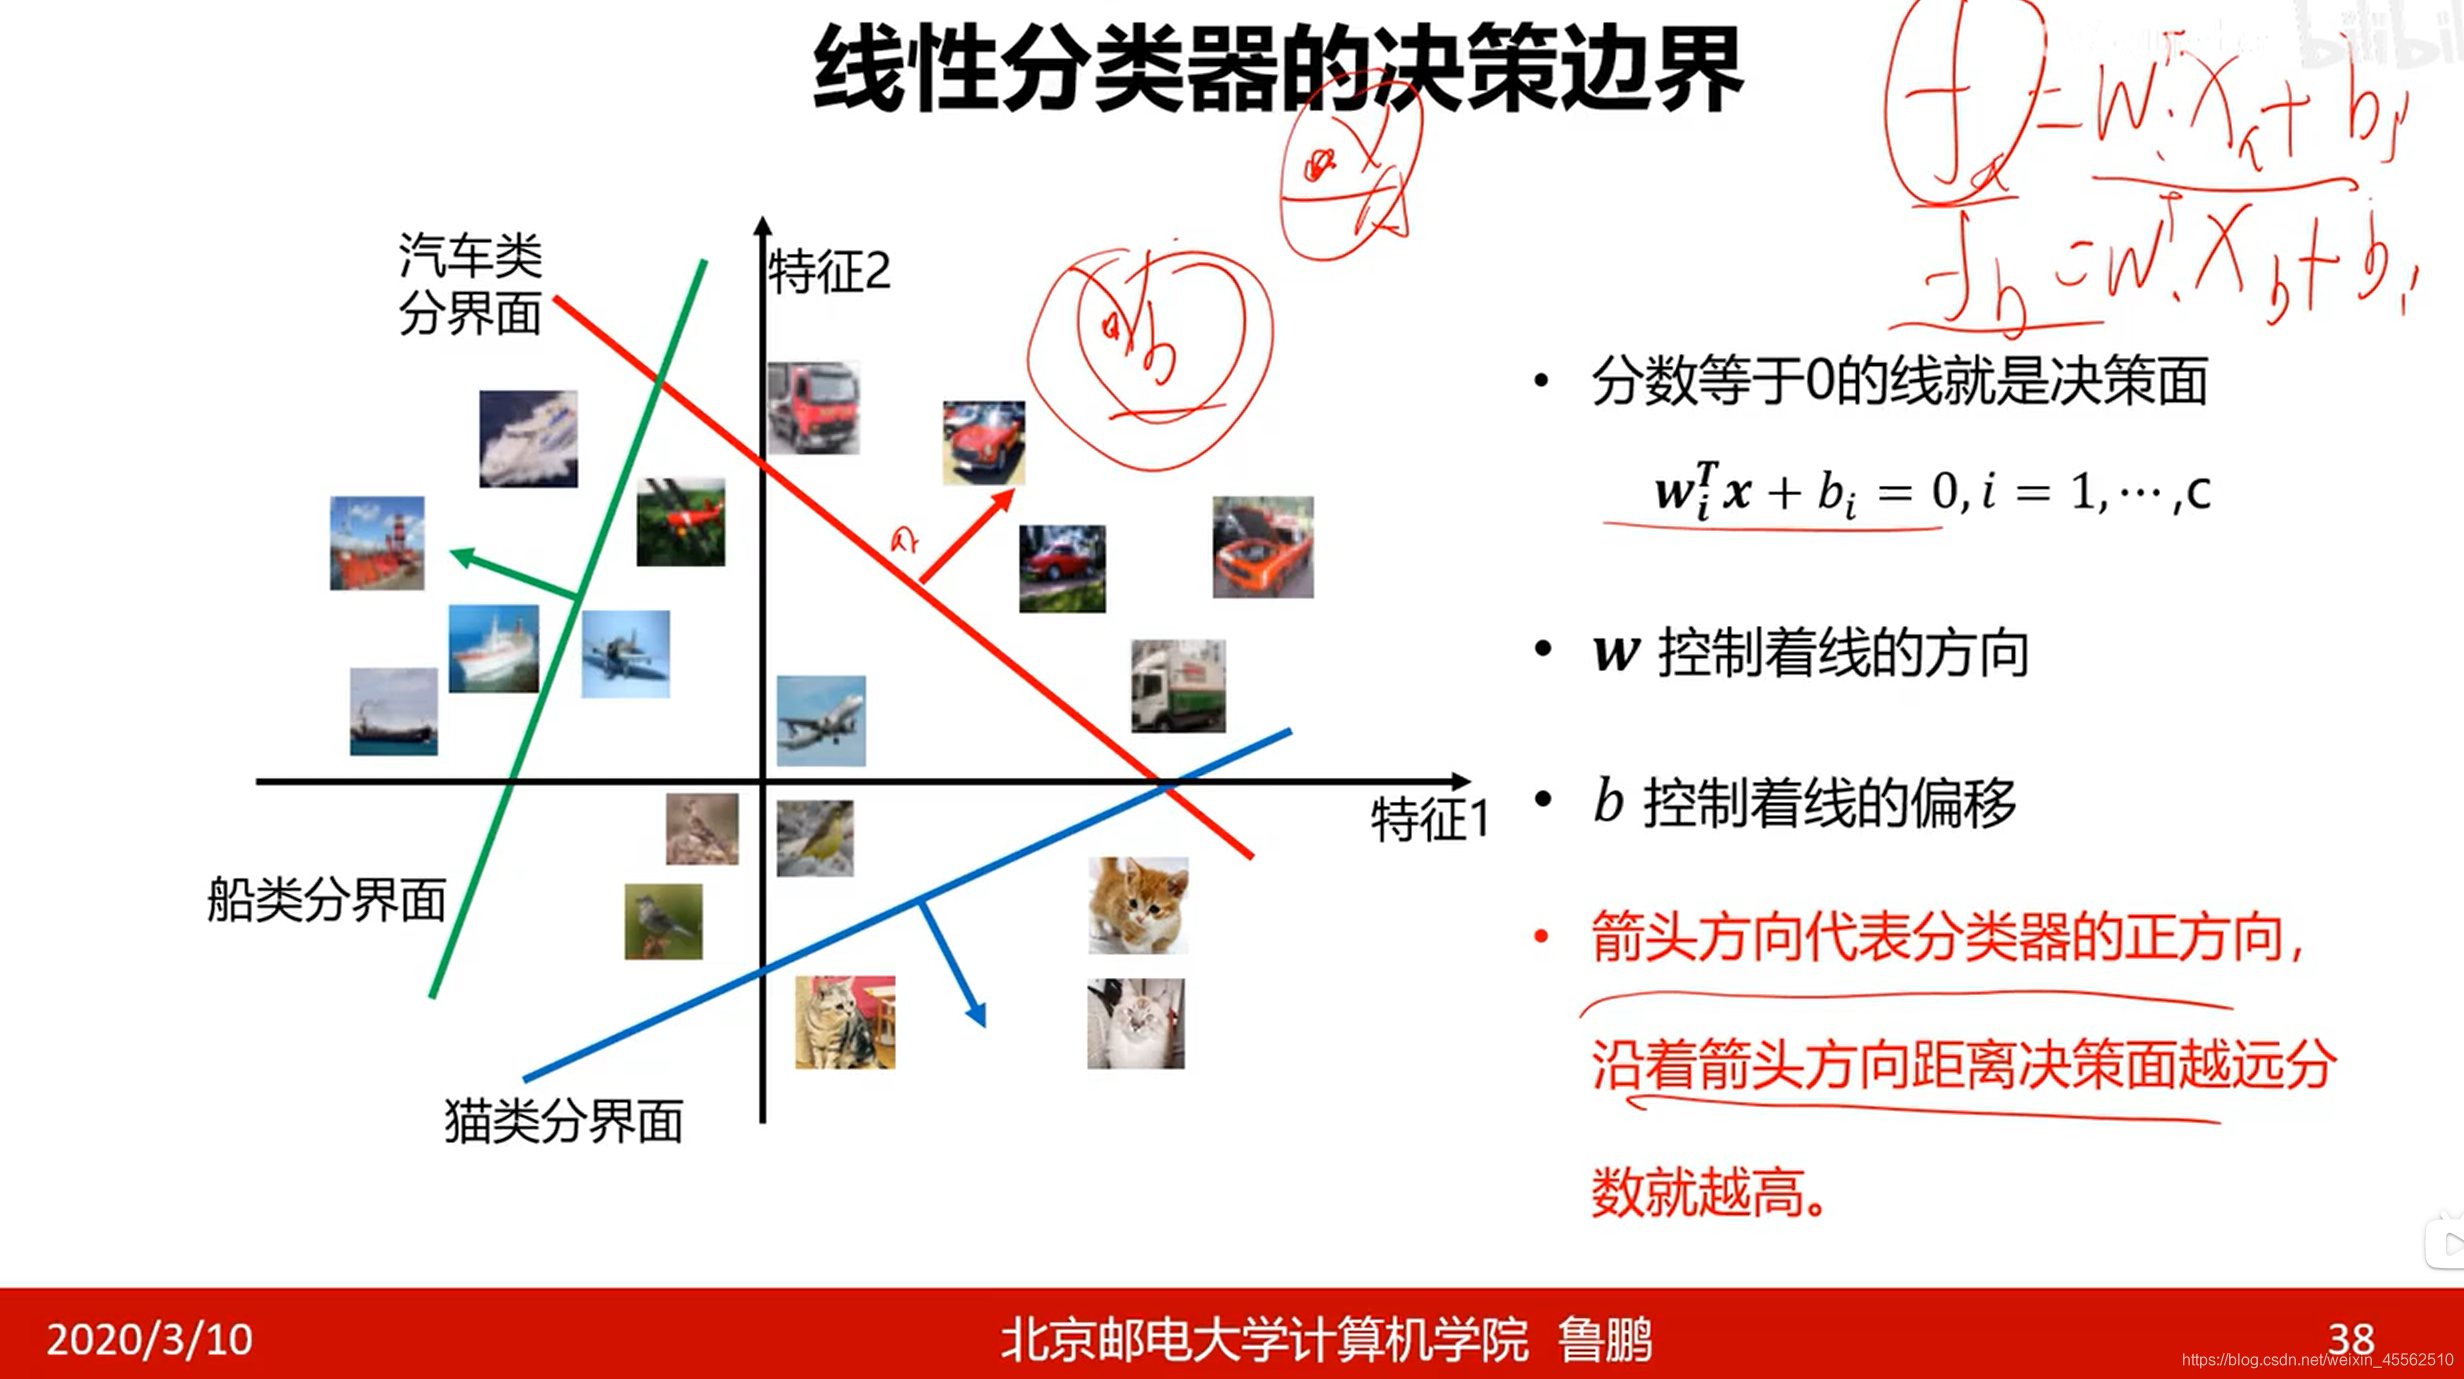 线性分类器的决策边界
f_a = w_i^T x_a + b_i
f_b = w_i^T x_b + b_i
x_a
x_b
汽车类
分界面
特征2
特征1
船类分界面
猫类分界面
• 分数等于0的线就是决策面
w_i^T x + b_i = 0, i = 1, ⋯ ,c
• w 控制着线的方向
• b 控制着线的偏移
• 箭头方向代表分类器的正方向，
沿着箭头方向距离决策面越远分
数就越高。
2020/3/10
北京邮电大学计算机学院 鲁鹏
38
https://blog.csdn.net/weixin_45562510